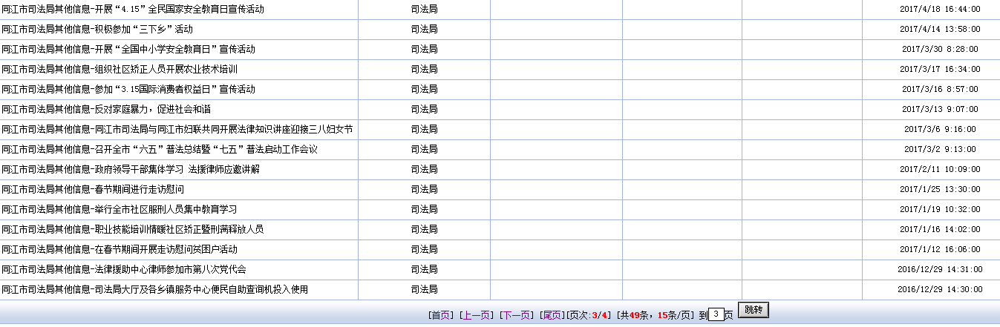 同江市司法局其他信息-开展“4.15”全民国家安全教育日宣传活动 司法局 2017/4/18 16:44:00
同江市司法局其他信息-积极参加“三下乡”活动 司法局 2017/4/14 13:58:00
同江市司法局其他信息-开展“全国中小学安全教育日”宣传活动 司法局 2017/3/30 8:28:00
同江市司法局其他信息-组织社区矫正人员开展农业技术培训 司法局 2017/3/17 16:34:00
同江市司法局其他信息-参加“3.15国际消费者权益日”宣传活动 司法局 2017/3/16 8:57:00
同江市司法局其他信息-反对家庭暴力，促进社会和谐 司法局 2017/3/13 9:07:00
同江市司法局其他信息-同江市司法局与同江市妇联共同开展法律知识讲座迎接三八妇女节 司法局 2017/3/6 9:16:00
同江市司法局其他信息-召开全市“六五”普法总结暨“七五”普法启动工作会议 司法局 2017/3/2 9:13:00
同江市司法局其他信息-政府领导干部集体学习 法援律师应邀讲解 司法局 2017/2/11 10:09:00
同江市司法局其他信息-春节期间进行走访慰问 司法局 2017/1/25 13:30:00
同江市司法局其他信息-举行全市社区服刑人员集中教育学习 司法局 2017/1/19 10:32:00
同江市司法局其他信息-职业技能培训情暖社区矫正暨刑满释放人员 司法局 2017/1/16 14:02:00
同江市司法局其他信息-在春节期间开展走访慰问贫困户活动 司法局 2017/1/12 16:06:00
同江市司法局其他信息-法律援助中心律师参加市第八次党代会 司法局 2016/12/29 14:31:00
同江市司法局其他信息-司法局大厅及各乡镇服务中心便民自助查询机投入使用 司法局 2016/12/29 14:30:00
[首页] [上一页] [下一页] [尾页][页次:3/4] [共49条，15条/页] 到3页 跳转